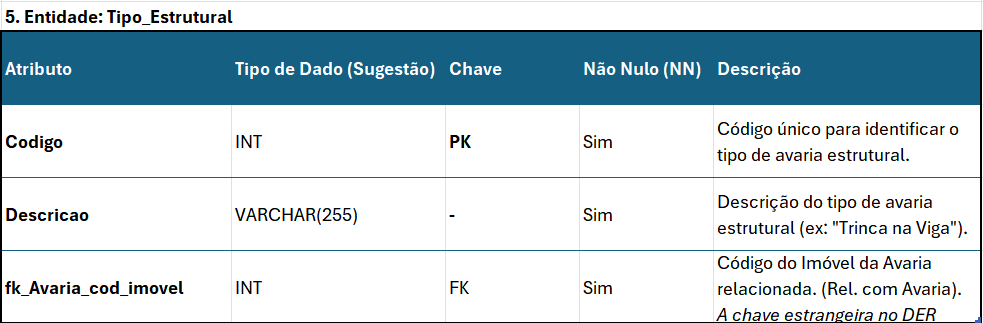 5. Entidade: Tipo_Estrutural
Atributo Tipo de Dado (Sugestão) Chave Não Nulo (NN) Descrição
Codigo INT PK Sim Código único para identificar o
tipo de avaria estrutural.
Descricao VARCHAR(255) - Sim Descrição do tipo de avaria
estrutural (ex: "Trinca na Viga").
fk_Avaria_cod_imovel INT FK Sim Código do Imóvel da Avaria
relacionada. (Rel. com Avaria).
A chave estrangeira no DER